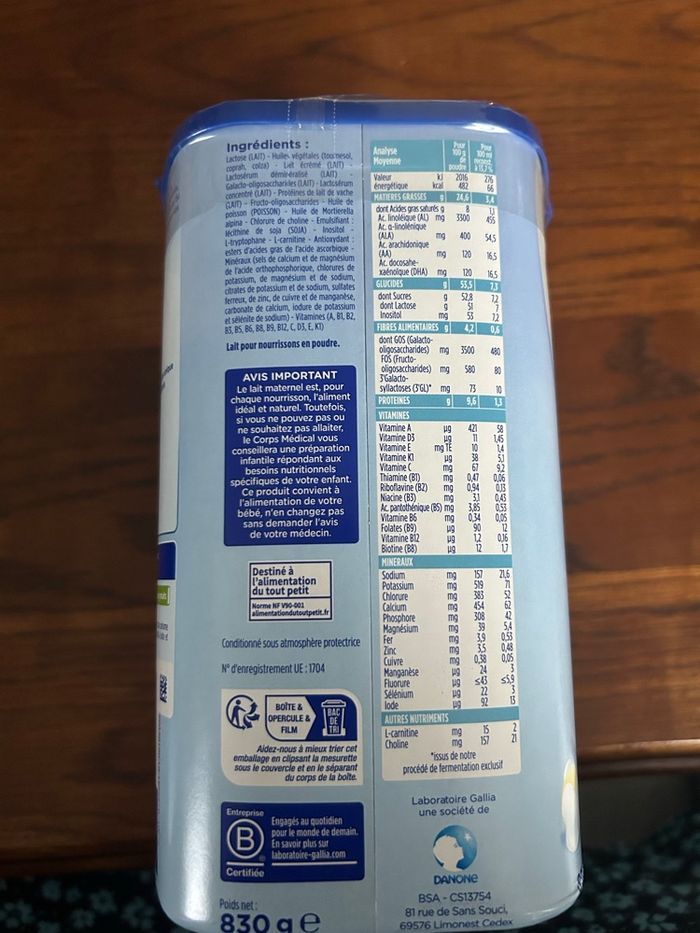 Ingrédients :
Lactose (LAIT) - Huiles végétales (tournesol,
coprah, colza) - Lait écrémé (LAIT) -
Lactosérum déminéralisé (LAIT) -
Galacto-oligosaccharides (LAIT) - Lactosérum
concentré (LAIT) - Protéines de lait de vache
(LAIT) - Fructo-oligosaccharides - Huile de
poisson (POISSON) - Huile de Mortierella
alpina - Chlorure de choline - Emulsifiant :
lécithine de soja (SOJA) - Inositol -
L-tryptophane - L-carnitine - Antioxydant :
esters d'acides gras de l'acide ascorbique -
Minéraux (sels de calcium et de magnésium
de l'acide orthophosphorique, chlorures de
potassium, de magnésium et de sodium,
citrates de potassium et de sodium, sulfates
ferreux, de zinc, de cuivre et de manganèse,
carbonate de calcium, iodure de potassium
et sélénite de sodium) - Vitamines (A, B1, B2,
B3, B5, B6, B8, B9, B12, C, D3, E, K1)
Lait pour nourrissons en poudre.
AVIS IMPORTANT
Le lait maternel est, pour
chaque nourrisson, l'aliment
idéal et naturel. Toutefois,
si vous ne pouvez pas ou
ne souhaitez pas allaiter,
le Corps Médical vous
conseillera une préparation
infantile répondant aux
besoins nutritionnels
spécifiques de votre enfant.
Ce produit convient à
l'alimentation de votre
bébé, n'en changez pas
sans demander l'avis
de votre médecin.
Destiné à
l'alimentation
du tout petit
Norme NF V90-001
alimentationdutoutpetit.fr
Conditionné sous atmosphère protectrice
N° d'enregistrement UE : 1704
BOÎTE &
OPERCULE &
FILM
BAC
DE
TRI
Aidez-nous à mieux trier cet
emballage en clipsant la mesurette
sous le couvercle et en le séparant
du corps de la boîte.
Entreprise
B
Certifiée
Engagés au quotidien
pour le monde de demain.
En savoir plus sur
laboratoire-gallia.com
Poids net :
830 g e
Analyse Moyenne Pour 100 g de poudre Pour 100 ml reconst. à 13,7%
Valeur kJ 2016 276
énergétique kcal 482 66
MATIERES GRASSES g 24,6 3,4
dont Acides gras saturés g 8 1,1
Ac. linoléique (AL) mg 3300 455
Ac. α-linolénique
(ALA) mg 400 54,5
Ac. arachidonique
(AA) mg 120 16,5
Ac. docosahe-
xaénoïque (DHA) mg 120 16,5
GLUCIDES g 53,5 7,3
dont Sucres g 52,8 7,2
dont Lactose g 51 7
Inositol mg 53 7,2
FIBRES ALIMENTAIRES g 4,2 0,6
dont GOS (Galacto-
oligosaccharides) mg 3500 480
FOS (Fructo-
oligosaccharides) mg 580 80
3'Galacto-
syllactoses (3'GL)* mg 73 10
PROTEINES g 9,6 1,3
VITAMINES
Vitamine A µg 421 58
Vitamine D3 µg 11 1,45
Vitamine E mg TE 10 1,4
Vitamine K1 µg 38 5,1
Vitamine C mg 67 9,2
Thiamine (B1) mg 0,47 0,06
Riboflavine (B2) mg 0,94 0,13
Niacine (B3) mg 3,1 0,43
Ac. pantothénique (B5) mg 3,85 0,53
Vitamine B6 mg 0,34 0,05
Folates (B9) µg 90 12
Vitamine B12 µg 1,2 0,16
Biotine (B8) µg 12 1,7
MINERAUX
Sodium mg 157 21,6
Potassium mg 519 71
Chlorure mg 383 52
Calcium mg 454 62
Phosphore mg 308 42
Magnésium mg 39 5,4
Fer mg 3,9 0,53
Zinc mg 3,5 0,48
Cuivre mg 0,38 0,05
Manganèse µg 24 3
Fluorure µg ≤43 ≤5,9
Sélénium µg 22 3
Iode µg 92 13
AUTRES NUTRIMENTS
L-carnitine mg 15 2
Choline mg 157 21
*issus de notre
procédé de fermentation exclusif
Laboratoire Gallia
une société de
DANONE
BSA - CS13754
81 rue de Sans Souci,
69576 Limonest Cedex